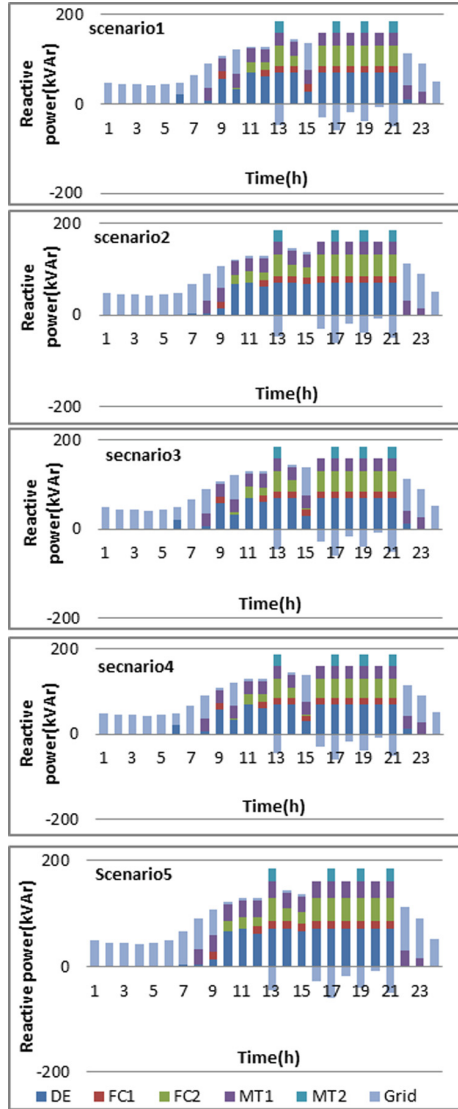 scenario1
Reactive power(kVAr)
200
0
-200
1 3 5 7 9 11 13 15 17 19 21 23
Time(h)
scenario2
Reactive power(kVAr)
200
0
-200
1 3 5 7 9 11 13 15 17 19 21 23
Time(h)
secnario3
Reactive power(kVAr)
200
0
-200
1 3 5 7 9 11 13 15 17 19 21 23
Time(h)
secnario4
Reactive power(kVAr)
200
0
-200
1 3 5 7 9 11 13 15 17 19 21 23
Time(h)
Scenario5
Reactive power(kVAr)
200
0
-200
1 3 5 7 9 11 13 15 17 19 21 23
Time(h)
DE FC1 FC2 MT1 MT2 Grid